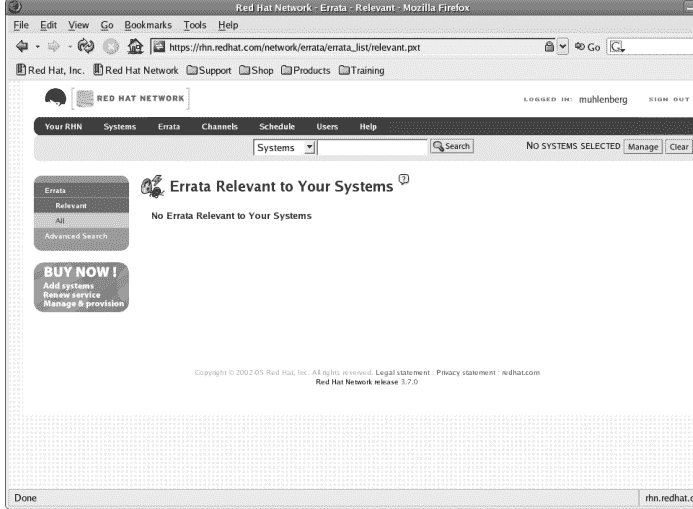 Red Hat Network - Errata - Relevant - Mozilla Firefox
File Edit View Go Bookmarks Tools Help
https://rhn.redhat.com/network/errata/errata_list/relevant.pxt Go
Red Hat, Inc. Red Hat Network Support Shop Products Training
RED HAT NETWORK
LOGGED IN: muhlenberg SIGN OUT
Your RHN Systems Errata Channels Schedule Users Help
Systems Search NO SYSTEMS SELECTED Manage Clear
Errata
Relevant
All
Advanced Search
Errata Relevant to Your Systems ?
No Errata Relevant to Your Systems
BUY NOW !
Add systems
Renew service
Manage & provision
Copyright © 2002-05 Red Hat, Inc. All rights reserved. Legal statement : Privacy statement : redhat.com
Red Hat Network release 3.7.0
Done rhn.redhat.c